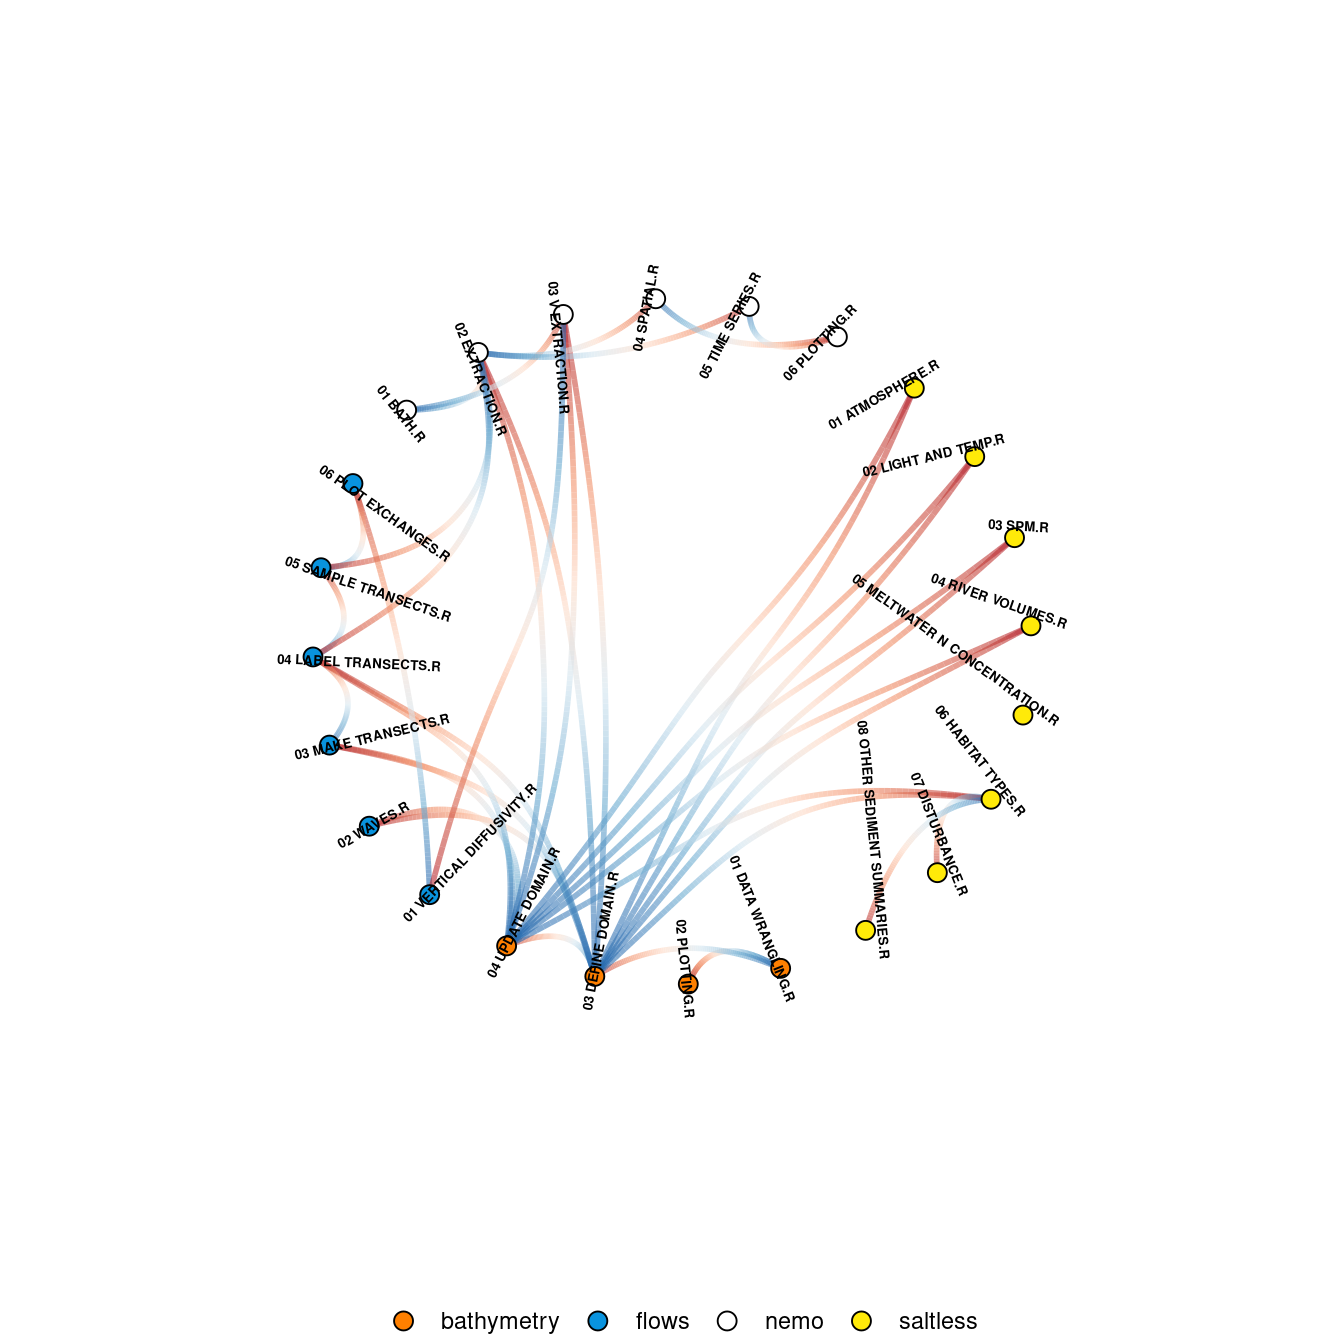 04 SPATIAL.R
05 TIME SERIES.R
06 PLOTTING.R
03 V EXTRACTION.R
02 EXTRACTION.R
01 BATH.R
01 ATMOSPHERE.R
02 LIGHT AND TEMP.R
03 SPM.R
04 RIVER VOLUMES.R
05 MELTWATER N CONCENTRATION.R
06 HABITAT TYPES.R
07 DISTURBANCE.R
08 OTHER SEDIMENT SUMMARIES.R
06 PLOT EXCHANGES.R
05 SAMPLE TRANSECTS.R
04 LABEL TRANSECTS.R
03 MAKE TRANSECTS.R
02 WAVES.R
01 VERTICAL DIFFUSIVITY.R
04 UPDATE DOMAIN.R
03 DEFINE DOMAIN.R
02 PLOTTING.R
01 DATA WRANGLING.R
bathymetry flows nemo saltless